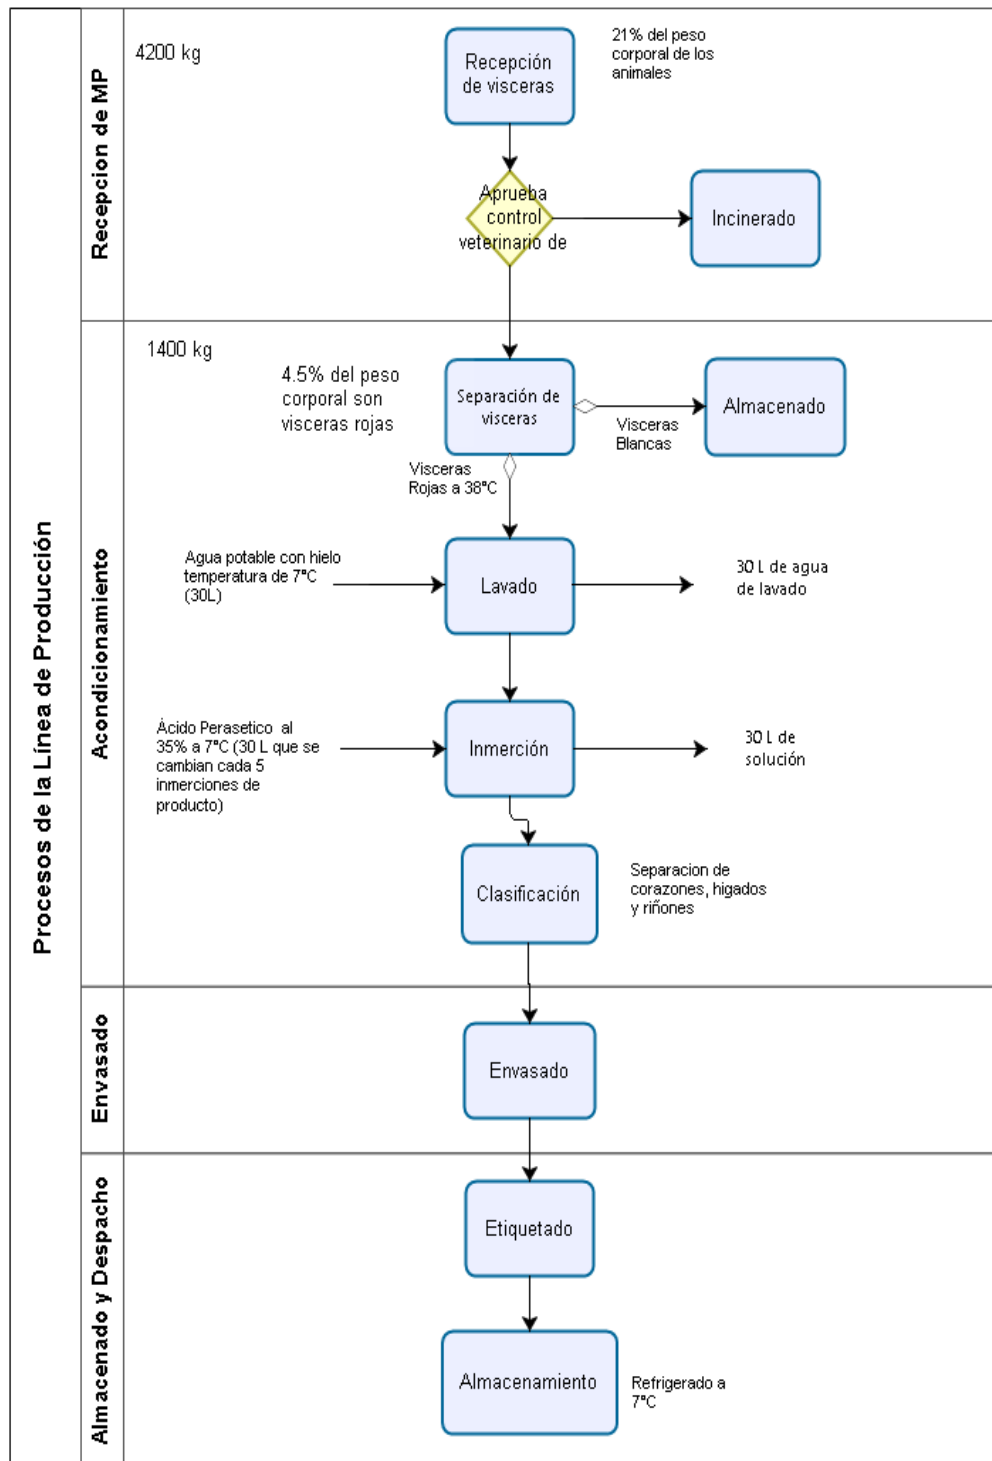 Procesos de la Línea de Producción
Recepcion de MP
4200 kg
Recepción
de visceras
21% del peso
corporal de los
animales
Aprueba
control
veterinario de
Incinerado
Acondicionamiento
1400 kg
4.5% del peso
corporal son
visceras rojas
Separación de
visceras
Visceras
Blancas
Almacenado
Visceras
Rojas a 38°C
Agua potable con hielo
temperatura de 7°C
(30L)
Lavado
30 L de agua
de lavado
Ácido Perasetico al
35% a 7°C (30 L que se
cambian cada 5
inmerciones de
producto)
Inmerción
30 L de
solución
Clasificación
Separacion de
corazones, higados
y riñones
Envasado
Envasado
Almacenado y Despacho
Etiquetado
Almacenamiento
Refrigerado a
7°C